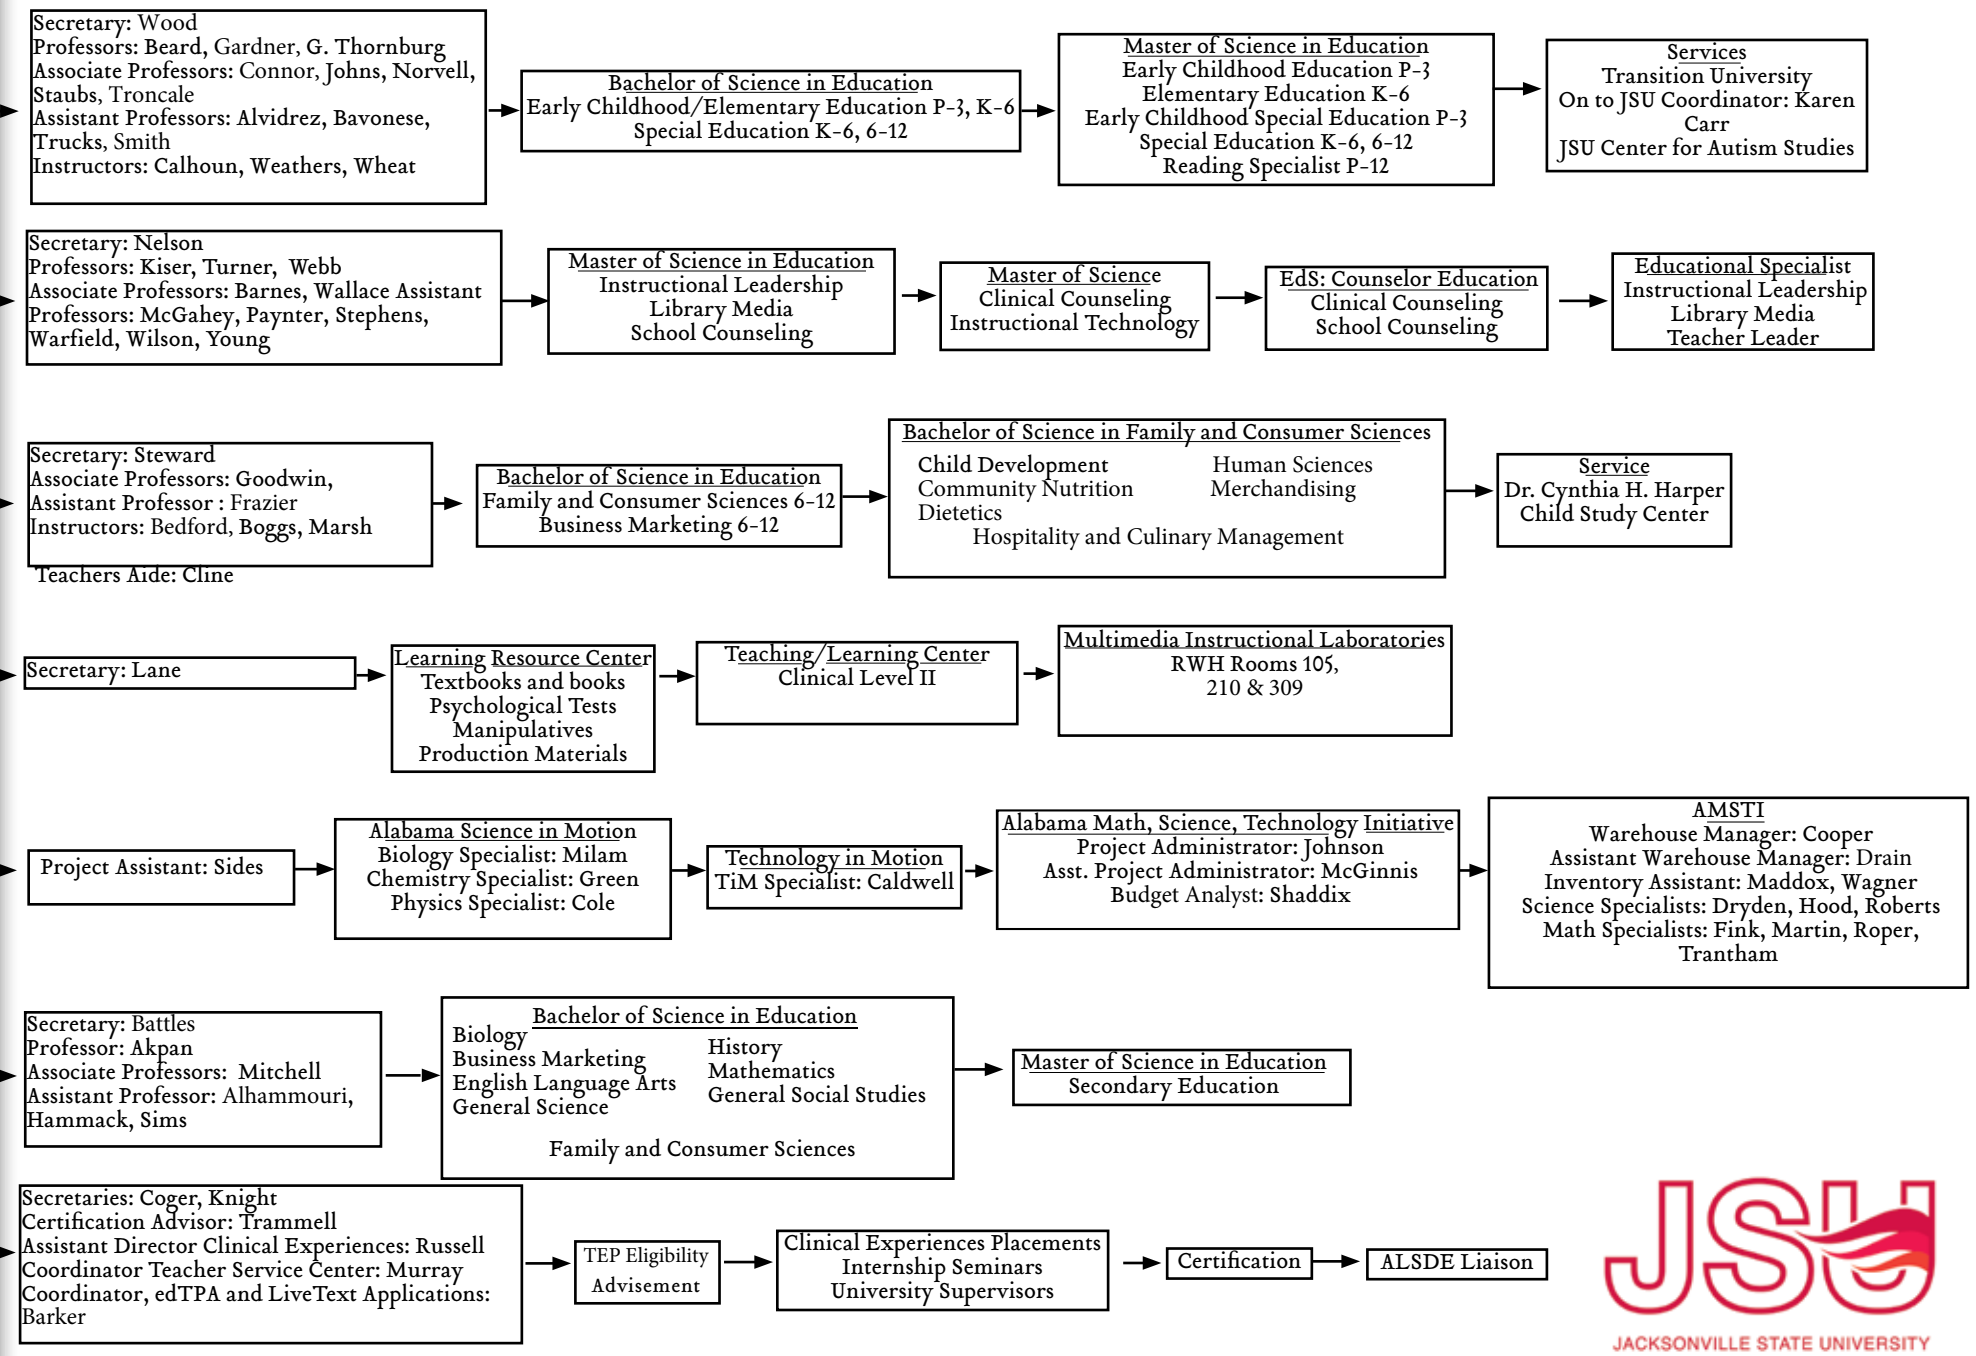 Secretary: Wood
Professors: Beard, Gardner, G. Thornburg
Associate Professors: Connor, Johns, Norvell,
Staubs, Troncale
Assistant Professors: Alvidrez, Bavonese,
Trucks, Smith
Instructors: Calhoun, Weathers, Wheat
Bachelor of Science in Education
Early Childhood/Elementary Education P-3, K-6
Special Education K-6, 6-12
Master of Science in Education
Early Childhood Education P-3
Elementary Education K-6
Early Childhood Special Education P-3
Special Education K-6, 6-12
Reading Specialist P-12
Services
Transition University
On to JSU Coordinator: Karen
Carr
JSU Center for Autism Studies
Secretary: Nelson
Professors: Kiser, Turner, Webb
Associate Professors: Barnes, Wallace Assistant
Professors: McGahey, Paynter, Stephens,
Warfield, Wilson, Young
Master of Science in Education
Instructional Leadership
Library Media
School Counseling
Master of Science
Clinical Counseling
Instructional Technology
EdS: Counselor Education
Clinical Counseling
School Counseling
Educational Specialist
Instructional Leadership
Library Media
Teacher Leader
Secretary: Steward
Associate Professors: Goodwin,
Assistant Professor : Frazier
Instructors: Bedford, Boggs, Marsh
Teachers Aide: Cline
Bachelor of Science in Education
Family and Consumer Sciences 6-12
Business Marketing 6-12
Bachelor of Science in Family and Consumer Sciences
Child Development
Community Nutrition
Dietetics
Human Sciences
Merchandising
Hospitality and Culinary Management
Service
Dr. Cynthia H. Harper
Child Study Center
Secretary: Lane
Learning Resource Center
Textbooks and books
Psychological Tests
Manipulatives
Production Materials
Teaching/Learning Center
Clinical Level II
Multimedia Instructional Laboratories
RWH Rooms 105,
210 & 309
Project Assistant: Sides
Alabama Science in Motion
Biology Specialist: Milam
Chemistry Specialist: Green
Physics Specialist: Cole
Technology in Motion
TiM Specialist: Caldwell
Alabama Math, Science, Technology Initiative
Project Administrator: Johnson
Asst. Project Administrator: McGinnis
Budget Analyst: Shaddix
AMSTI
Warehouse Manager: Cooper
Assistant Warehouse Manager: Drain
Inventory Assistant: Maddox, Wagner
Science Specialists: Dryden, Hood, Roberts
Math Specialists: Fink, Martin, Roper,
Trantham
Secretary: Battles
Professor: Akpan
Associate Professors: Mitchell
Assistant Professor: Alhammouri,
Hammack, Sims
Bachelor of Science in Education
Biology
Business Marketing
English Language Arts
General Science
History
Mathematics
General Social Studies
Family and Consumer Sciences
Master of Science in Education
Secondary Education
Secretaries: Coger, Knight
Certification Advisor: Trammell
Assistant Director Clinical Experiences: Russell
Coordinator Teacher Service Center: Murray
Coordinator, edTPA and LiveText Applications:
Barker
TEP Eligibility
Advisement
Clinical Experiences Placements
Internship Seminars
University Supervisors
Certification
ALSDE Liaison
JSU
JACKSONVILLE STATE UNIVERSITY